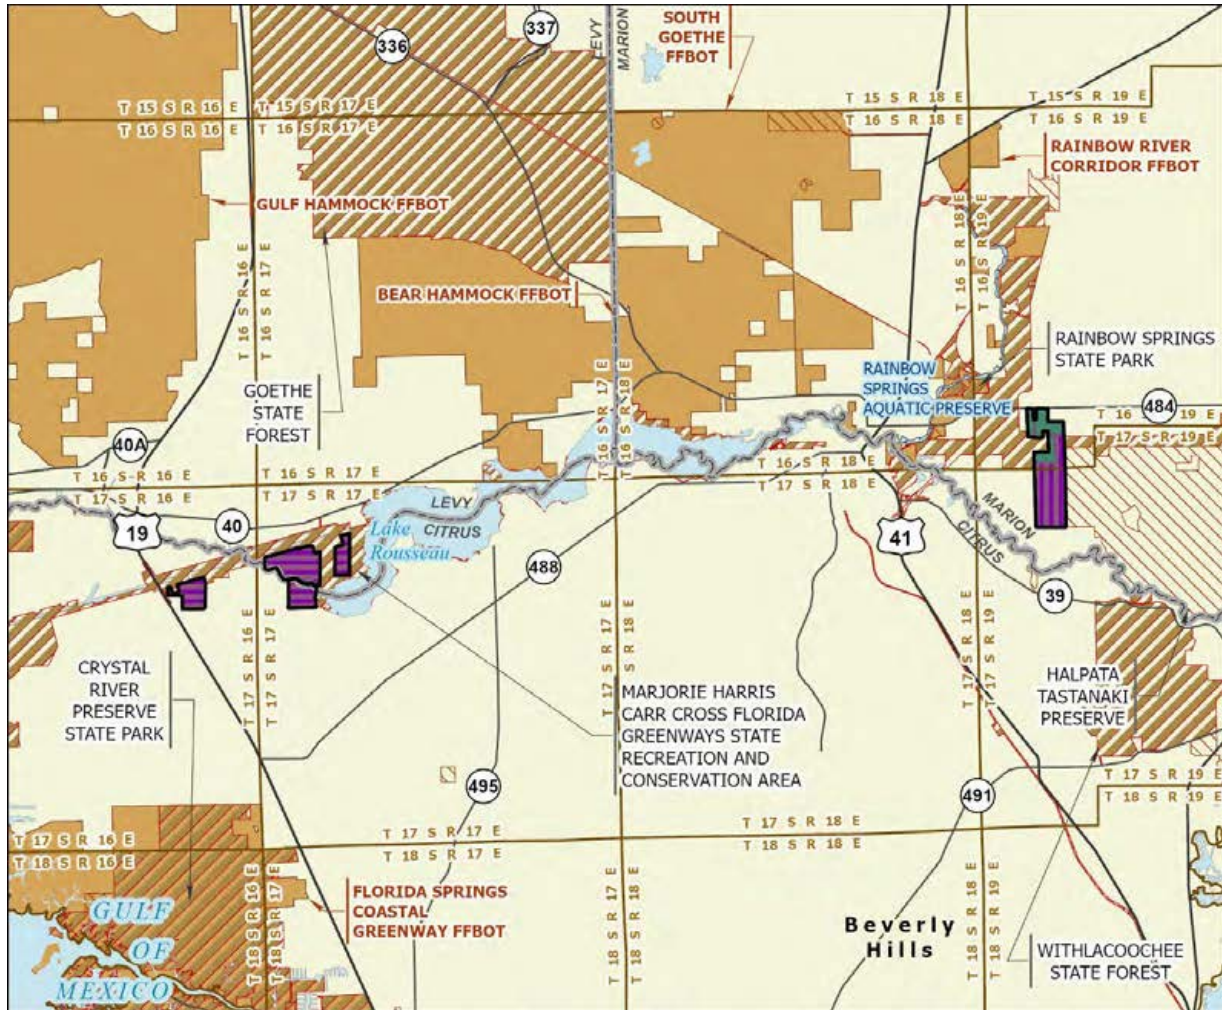 SOUTH
GOETHE
FFBOT
337
336
LEVY
MARION
T 15 S R 16 E
T 15 S R 17 E
T 16 S R 16 E
T 16 S R 17 E
T 15 S R 18 E
T 15 S R 19 E
T 16 S R 18 E
T 16 S R 19 E
RAINBOW RIVER
CORRIDOR FFBOT
GULF HAMMOCK FFBOT
T 16 S R 16 E
T 16 S R 17 E
T 16 S R 18 E
T 16 S R 19 E
BEAR HAMMOCK FFBOT
RAINBOW SPRINGS
STATE PARK
RAINBOW
SPRINGS
AQUATIC PRESERVE
GOETHE
STATE
FOREST
T 16 S R 17 E
T 16 S R 18 E
484
T 16
19 E
T 17 S R 19 E
40A
T 16 S R 16 E
T 16 S R 17 E
T 17 S R 16 E
T 17 S R 17 E
T 16 S R 18 E
T 17 S R 18 E
LEVY
CITRUS
MARION
CITRUS
19
40
Lake
Rousseau
41
488
39
T 17 S R 16 E
T 17 S R 17 E
T 17 S R 17 E
T 17 S R 18 E
T 17 S R 18 E
T 17 S R 19 E
CRYSTAL
RIVER
PRESERVE
STATE PARK
MARJORIE HARRIS
CARR CROSS FLORIDA
GREENWAYS STATE
RECREATION AND
CONSERVATION AREA
HALPATA
TASTANAKI
PRESERVE
495
491
T 17 S R 19 E
T 18 S R 19 E
T 17 S R 16 E
T 18 S R 16 E
T 17 S R 17 E
T 18 S R 17 E
T 17 S R 18 E
T 18 S R 18 E
T 18 S R 16 E
T 18 S R 17 E
T 18 S R 17 E
T 18 S R 18 E
T 18 S R 18 E
T 18 S R 19 E
FLORIDA SPRINGS
COASTAL
GREENWAY FFBOT
GULF
OF
MEXICO
Beverly
Hills
WITHLACOOCHEE
STATE FOREST